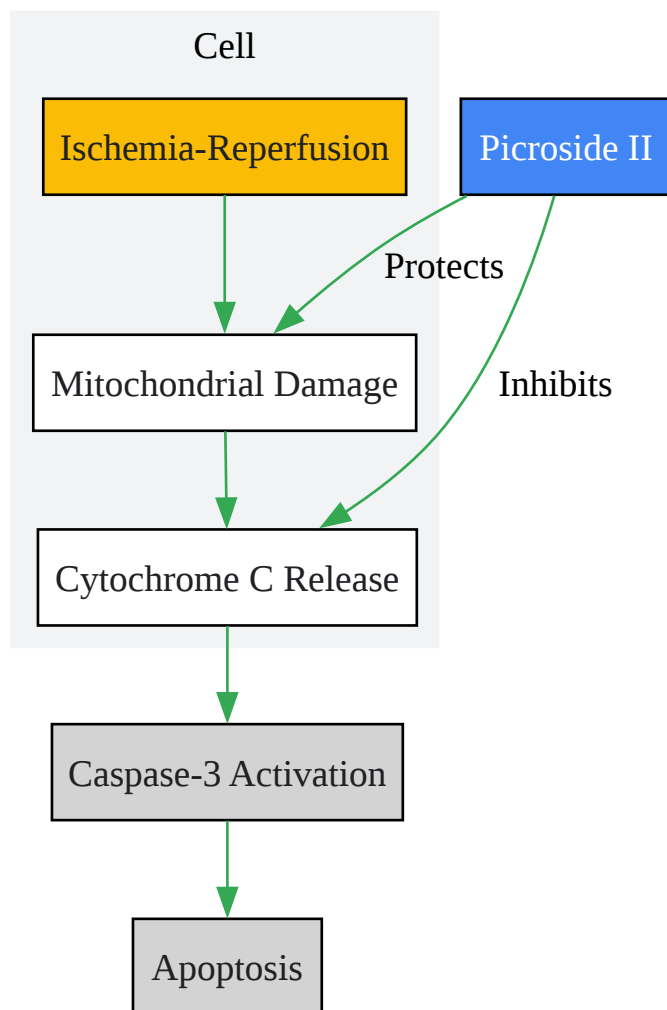 Cell
Ischemia-Reperfusion
Picroside II
Protects
Mitochondrial Damage
Inhibits
Cytochrome C Release
Caspase-3 Activation
Apoptosis